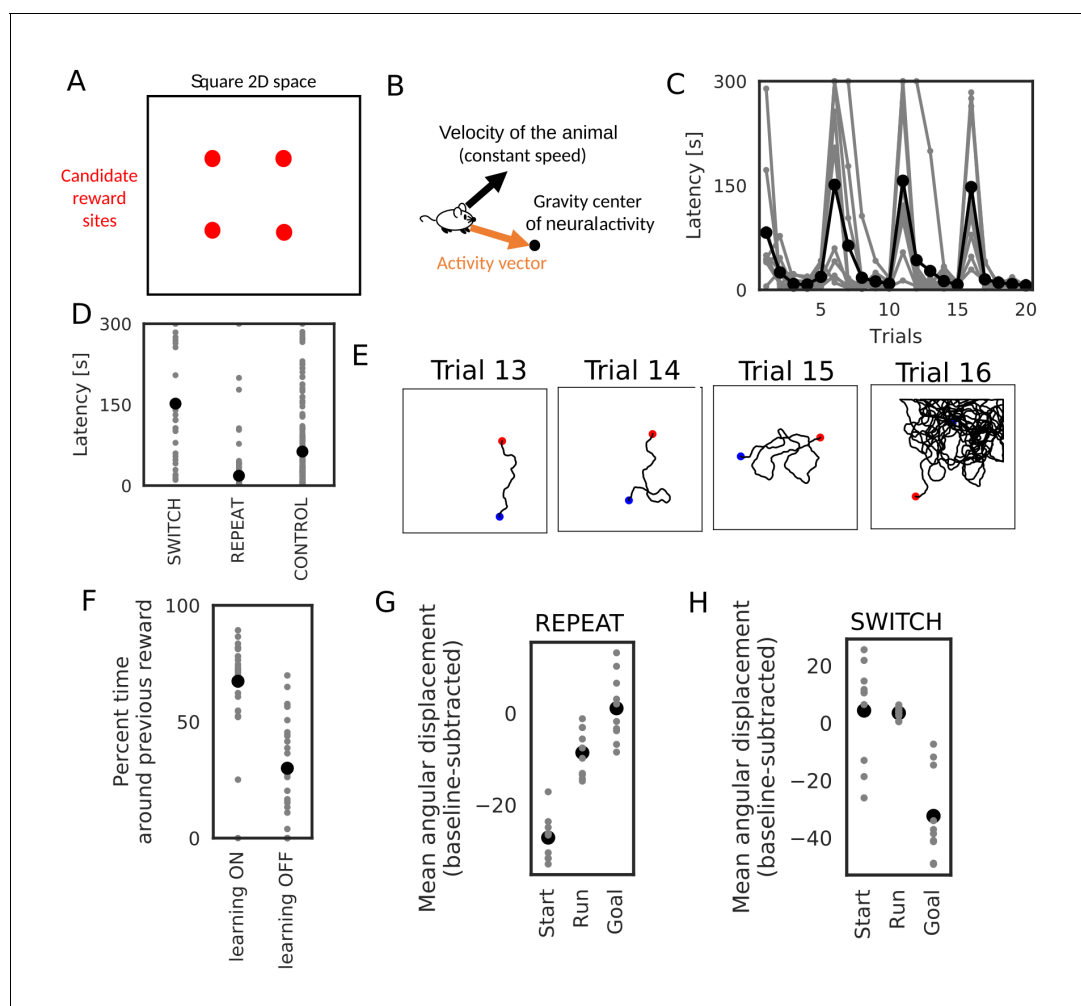 A
Square 2D space
Candidate
reward
sites
B
Velocity of the animal
(constant speed)
Gravity center
of neuralactivity
Activity vector
C
Latency [s]
300
150
0
5
10
15
20
Trials
D
Latency [s]
300
150
0
SWITCH
REPEAT
CONTROL
E
Trial 13
Trial 14
Trial 15
Trial 16
F
Percent time
around previous reward
100
50
0
learning ON
learning OFF
G
REPEAT
Mean angular displacement
(baseline-subtracted)
0
−20
Start
Run
Goal
H
SWITCH
Mean angular displacement
(baseline-subtracted)
20
0
−20
−40
Start
Run
Goal